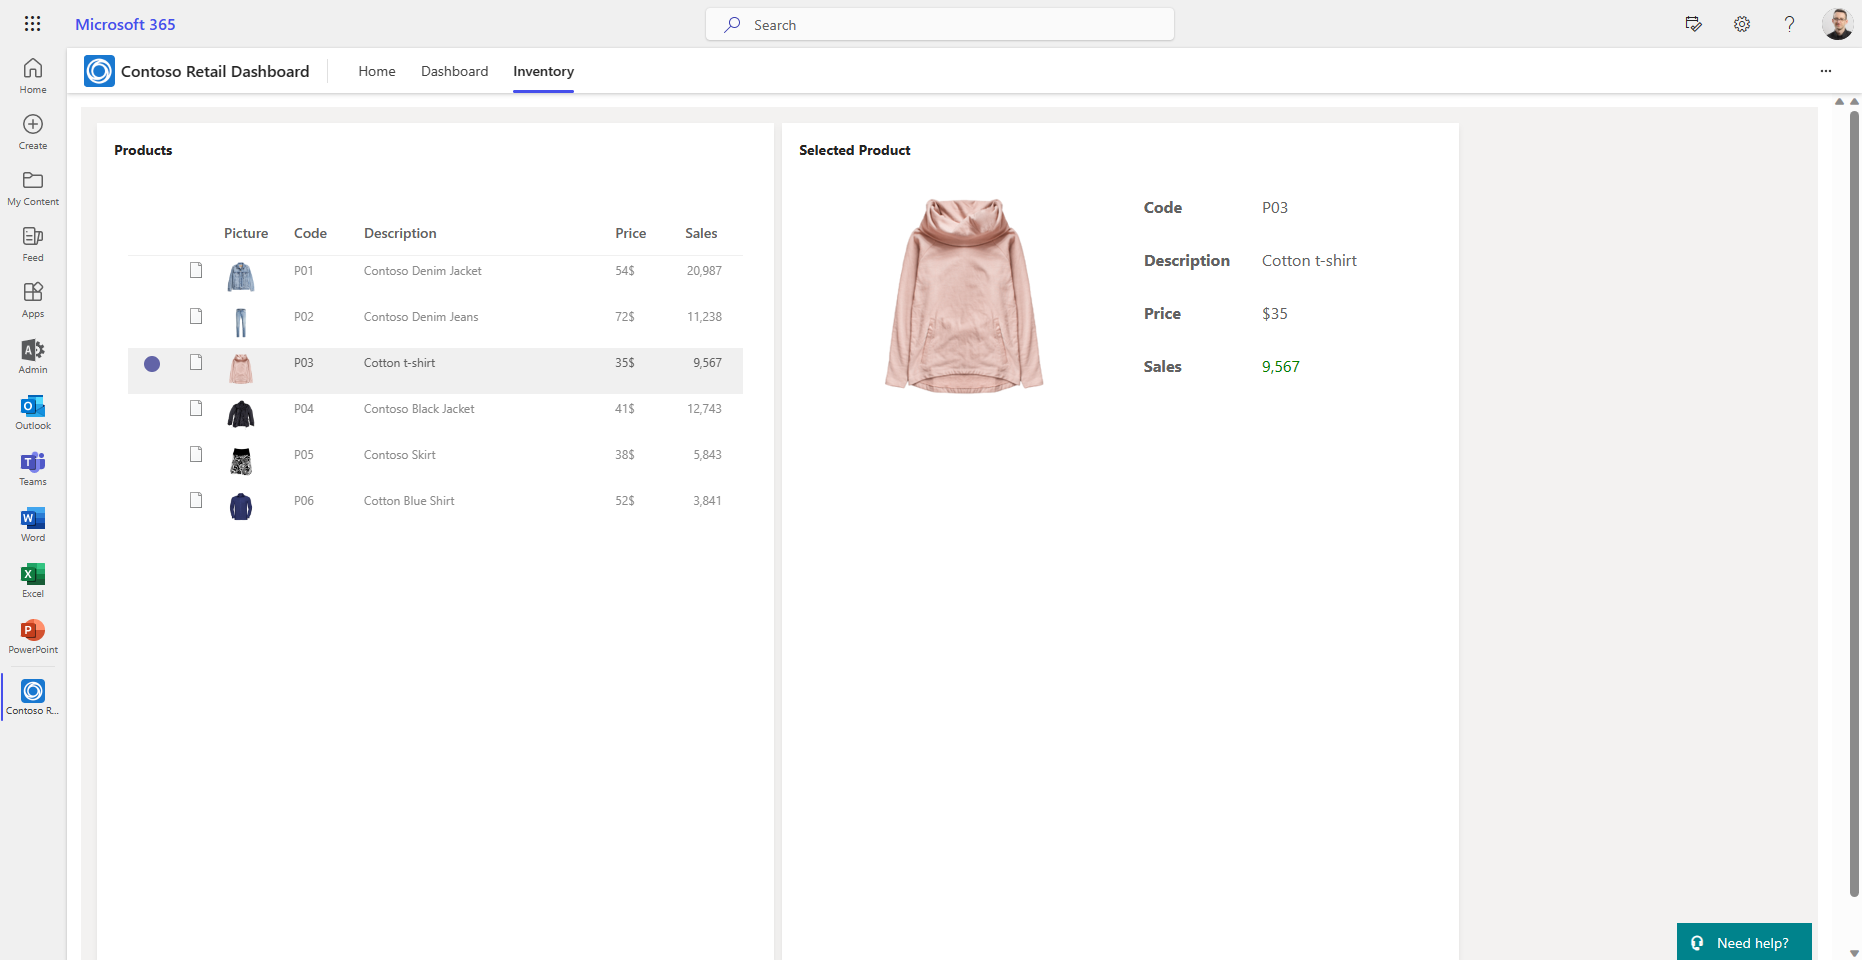 Microsoft 365
Search
Contoso Retail Dashboard
Home
Dashboard
Inventory
Home
Create
My Content
Feed
Apps
Admin
Outlook
Teams
Word
Excel
PowerPoint
Contoso R...
Products
Picture Code Description Price Sales
P01 Contoso Denim Jacket 54$ 20,987
P02 Contoso Denim Jeans 72$ 11,238
P03 Cotton t-shirt 35$ 9,567
P04 Contoso Black Jacket 41$ 12,743
P05 Contoso Skirt 38$ 5,843
P06 Cotton Blue Shirt 52$ 3,841
Selected Product
Code P03
Description Cotton t-shirt
Price $35
Sales 9,567
Need help?